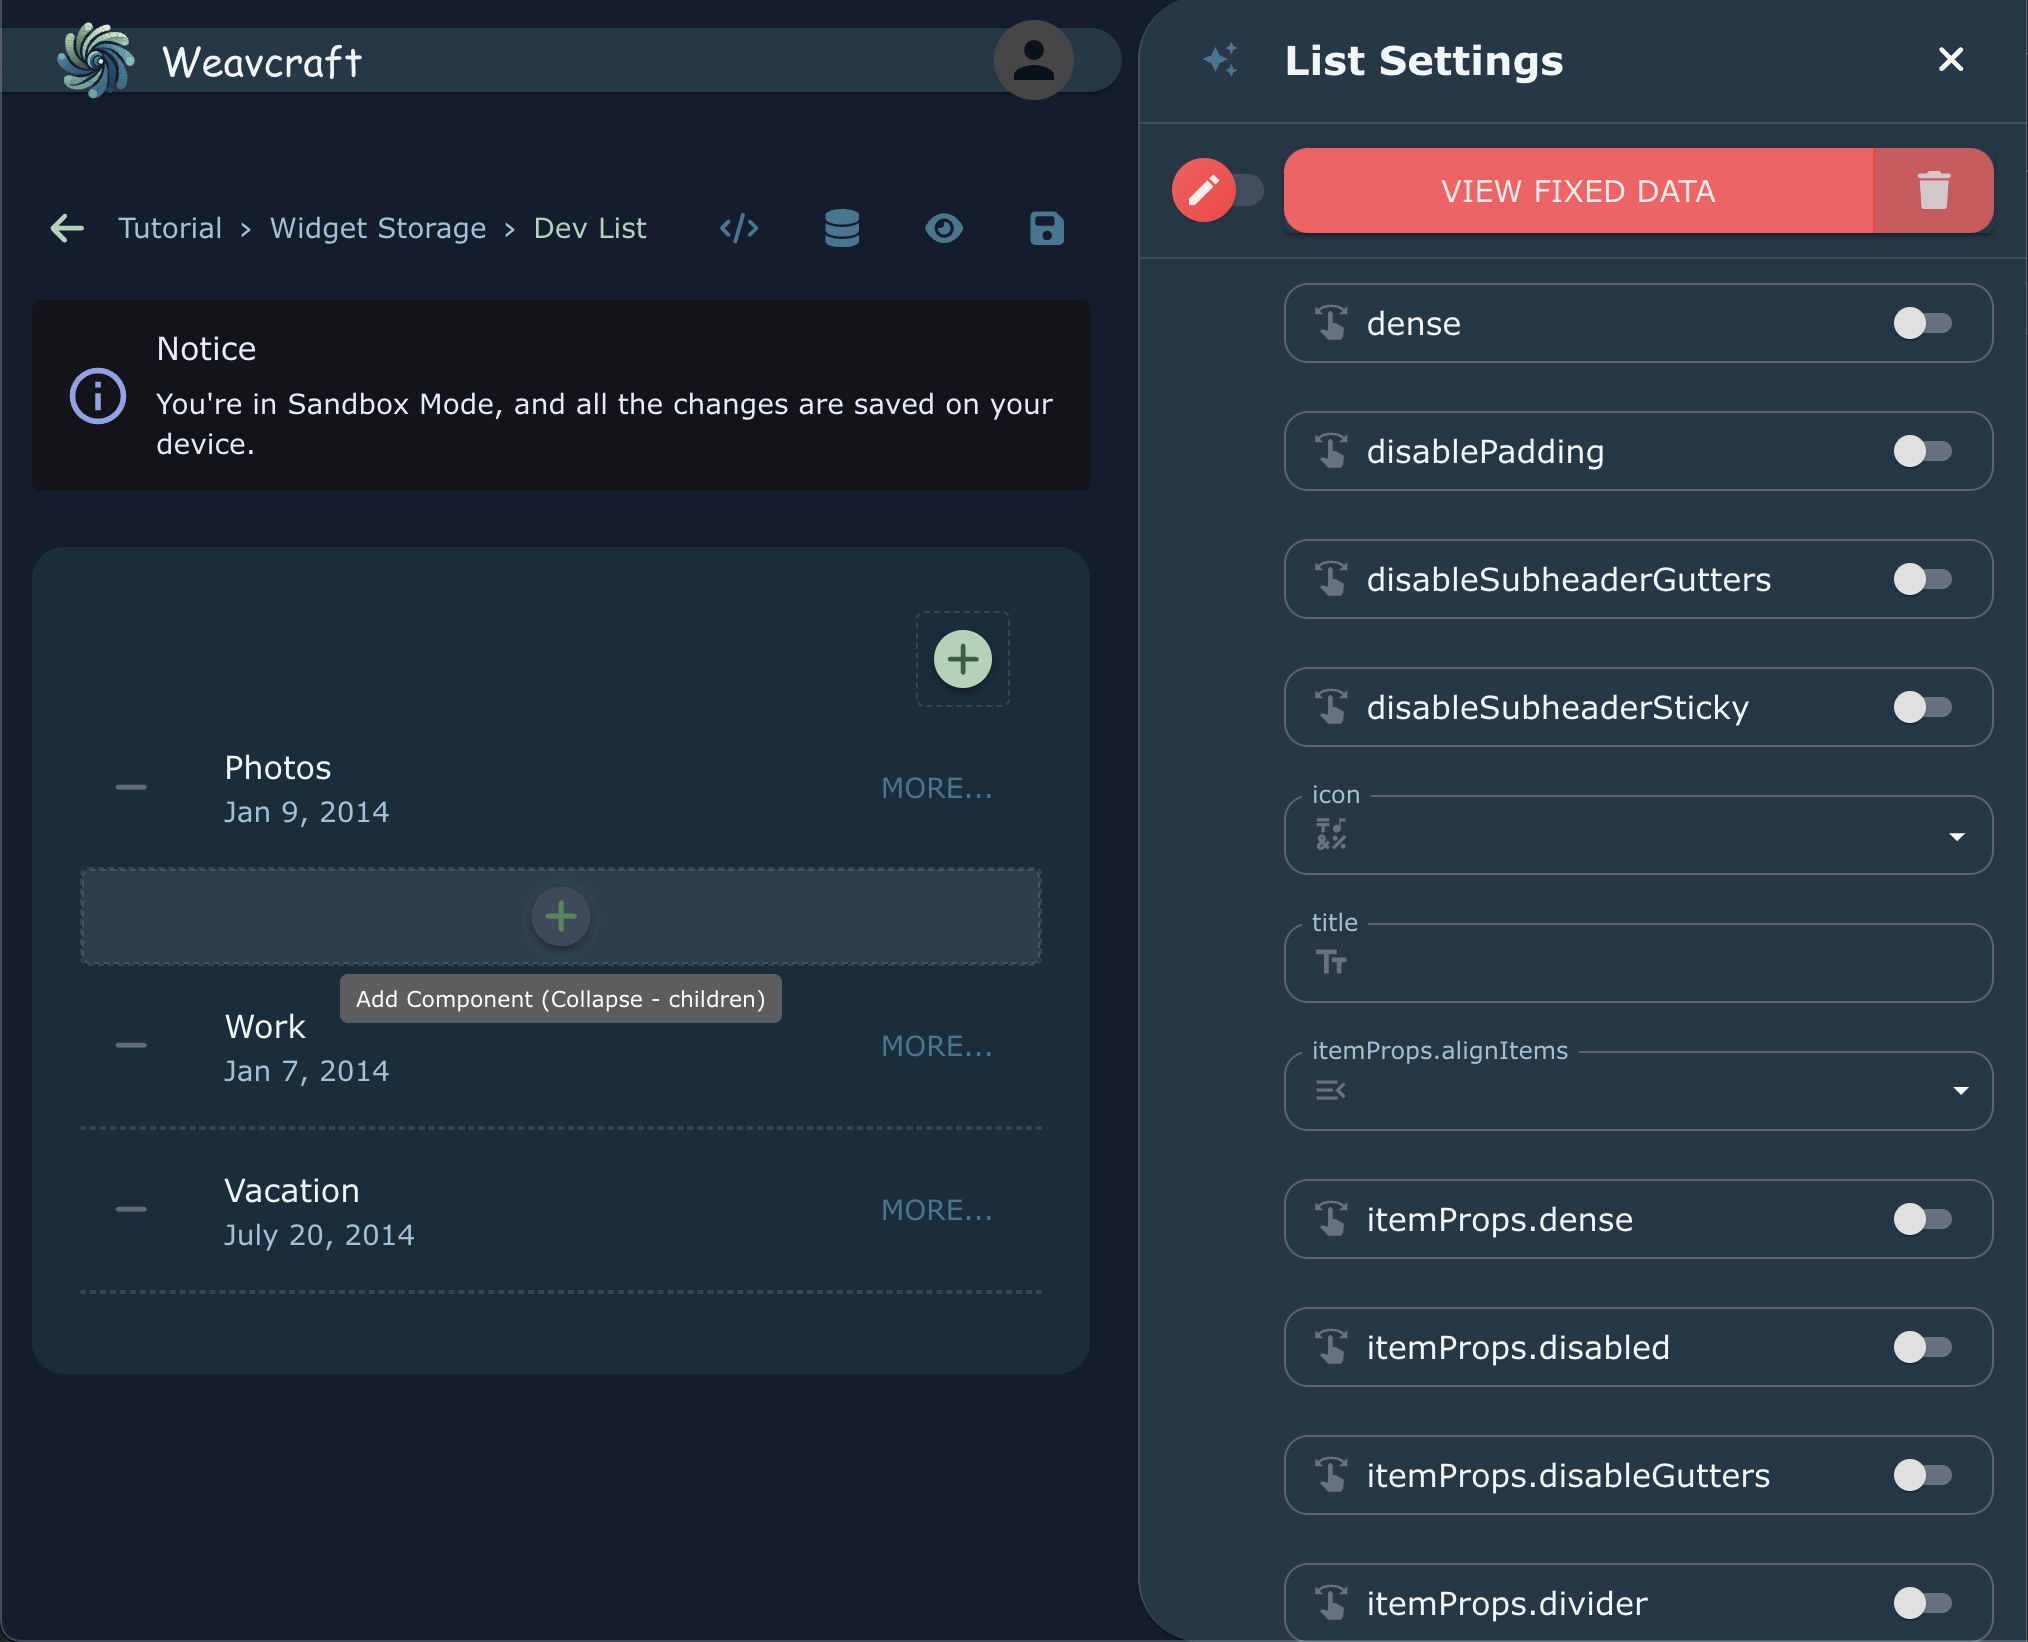 Weavcraft
Tutorial › Widget Storage › Dev List
Notice
You're in Sandbox Mode, and all the changes are saved on your
device.
Photos
Jan 9, 2014
MORE...
Add Component (Collapse - children)
Work
Jan 7, 2014
MORE...
Vacation
July 20, 2014
MORE...
List Settings
VIEW FIXED DATA
dense
disablePadding
disableSubheaderGutters
disableSubheaderSticky
icon
title
itemProps.alignItems
itemProps.dense
itemProps.disabled
itemProps.disableGutters
itemProps.divider